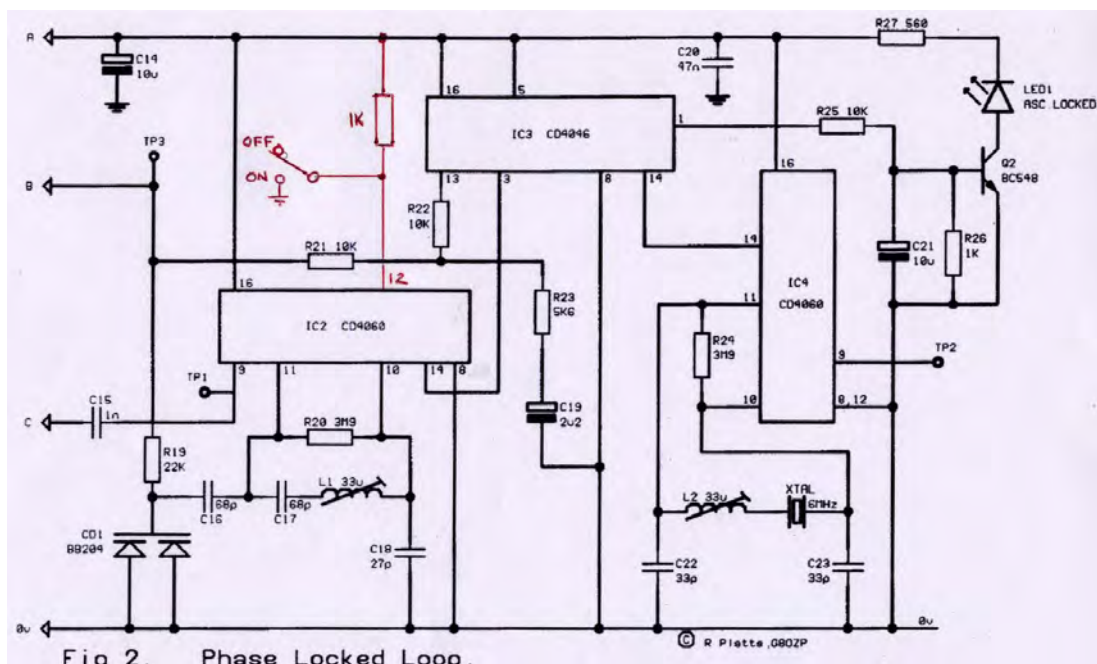 R27 560
A
C14
10u
C20
47n
LED1
ASC LOCKED
1K
16
5
IC3 CD4046
1
R25 10K
OFF
ON
TP3
B
13
3
8
14
16
Q2
BC548
R22
10K
R21 10K
12
14
C21
10u
R26
1K
16
IC2 CD4060
R23
5K6
11
IC4
CD4060
R24
3M9
9
TP2
9
11
10
14
8
TP1
C15
1n
C
R20 3M9
C19
2u2
10
8,12
R19
22K
68p
C16
68p
C17
L1 33u
L2 33u
XTAL
6MHz
CD1
BB204
C18
27p
C22
33p
C23
33p
0v
0v
© R Platts,G8OZP
Fig 2. Phase Locked Loop.